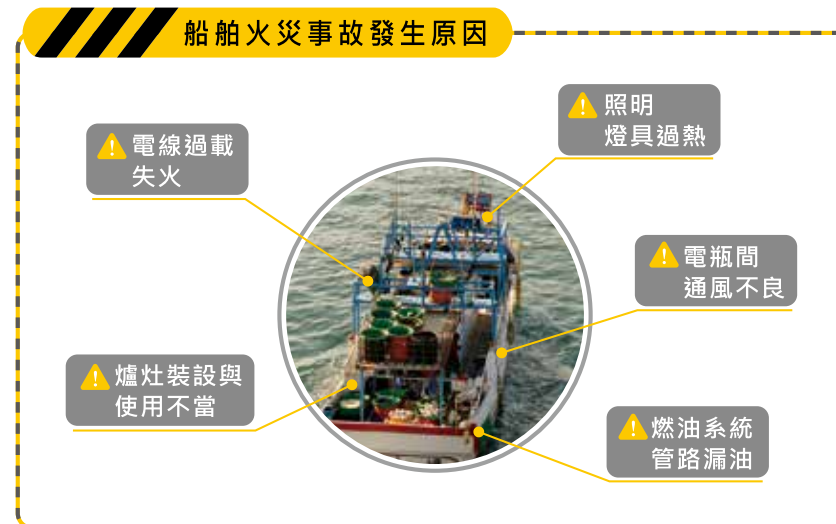 船舶火災事故發生原因
電線過載
失火
照明
燈具過熱
電瓶間
通風不良
爐灶裝設與
使用不當
燃油系統
管路漏油